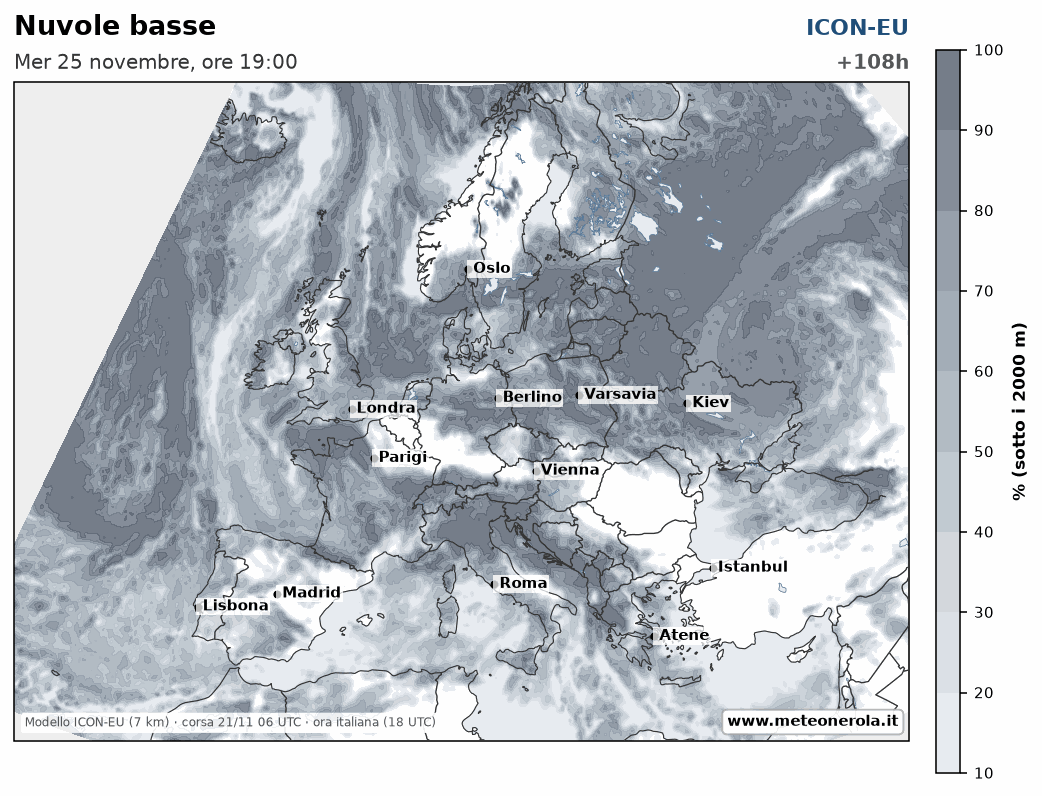 Nuvole basse
ICON-EU
Mer 25 novembre, ore 19:00
+108h
Oslo
Londra
Berlino
Varsavia
Kiev
Parigi
Vienna
Istanbul
Roma
Madrid
Lisbona
Atene
Modello ICON-EU (7 km) · corsa 21/11 06 UTC · ora italiana (18 UTC)
www.meteonerola.it
100
90
80
70
60
50
40
30
20
10
% (sotto i 2000 m)